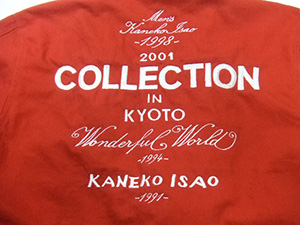 Men's
Kaneko Isao
-1998-
2001
COLLECTION
IN
KYOTO
Wonderful World
-1994-
KANEKO ISAO
-1991-